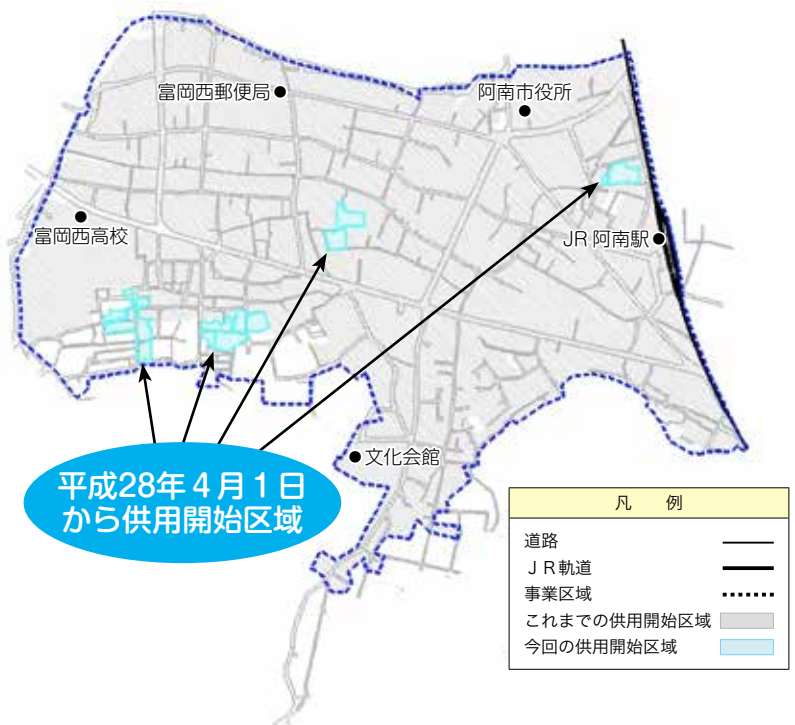 富岡西郵便局
阿南市役所
富岡西高校
JR 阿南駅
文化会館
平成28年４月１日
から供用開始区域
凡　例
道路
ＪＲ軌道
事業区域
これまでの供用開始区域
今回の供用開始区域